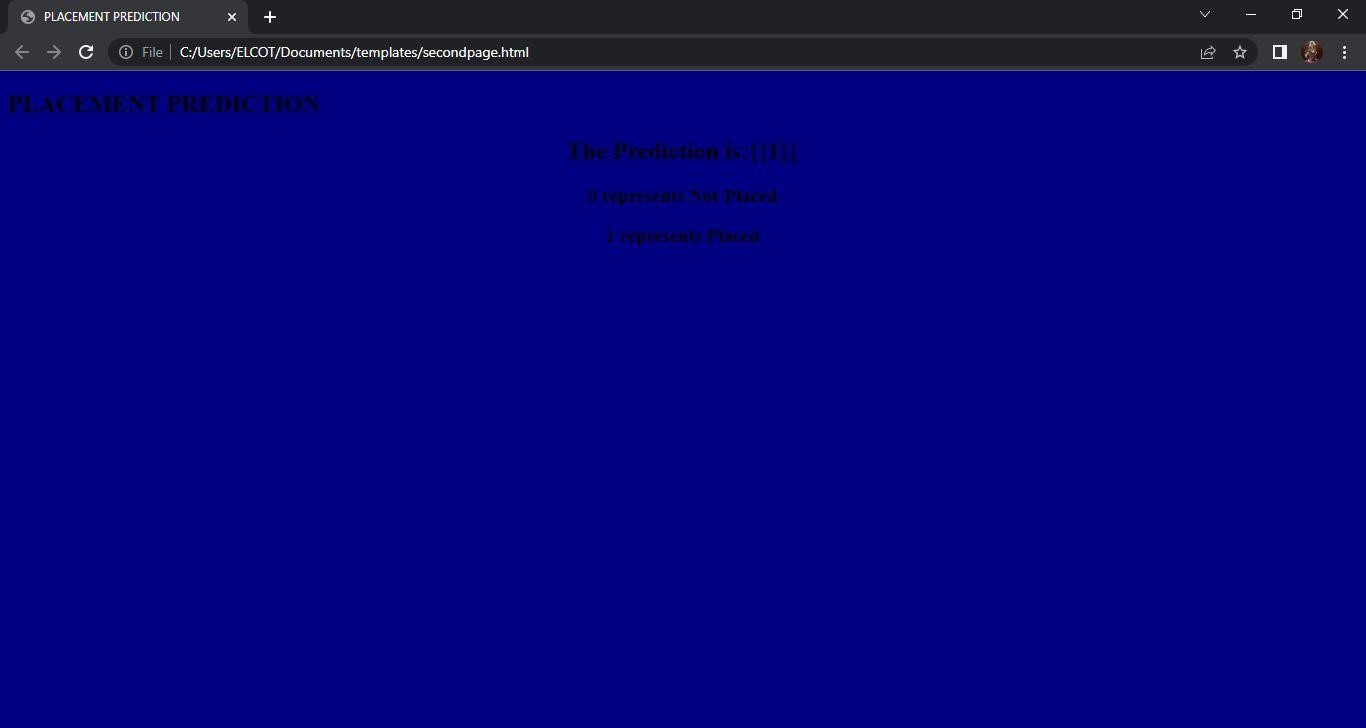 PLACEMENT PREDICTION
File
C:/Users/ELCOT/Documents/templates/secondpage.html
PLACEMENT PREDICTION
The Prediction is:{{1}}
0 represents Not-Placed
1 represents Placed